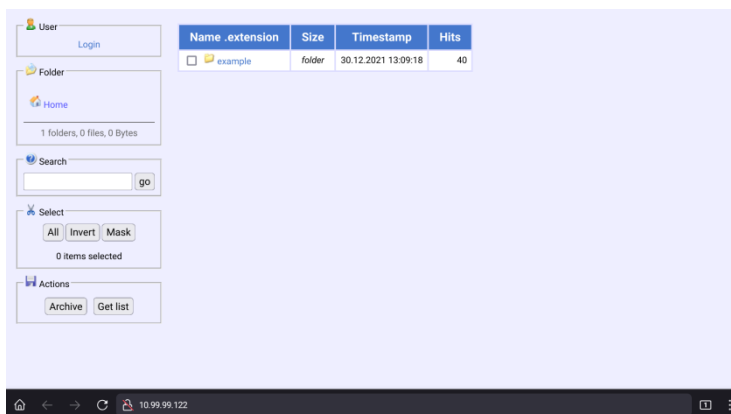 User
Login
Folder
Home
1 folders, 0 files, 0 Bytes
Search
go
Select
All Invert Mask
0 items selected
Actions
Archive Get list
Name .extension Size Timestamp Hits
example folder 30.12.2021 13:09:18 40
10.99.99.122
1